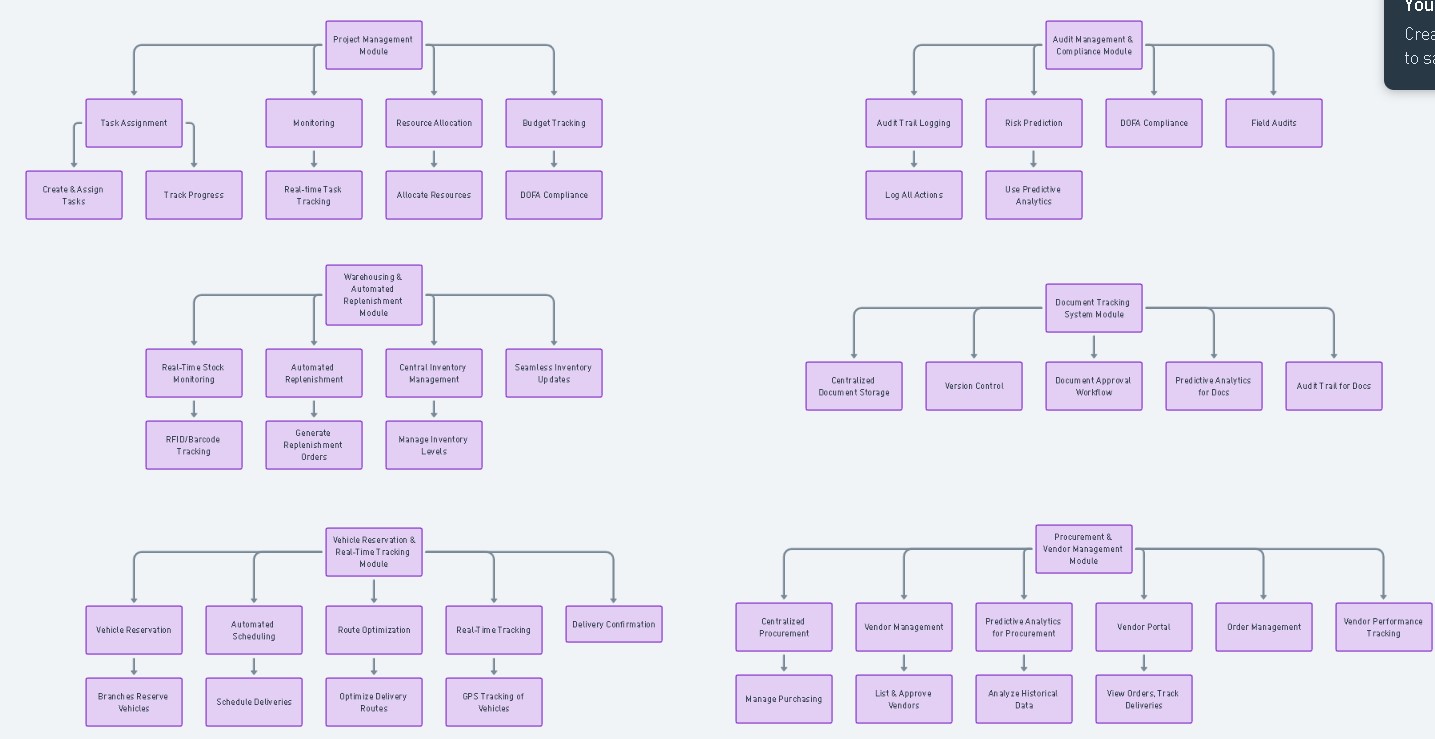 Project Management
Module
Task Assignment
Monitoring
Resource Allocation
Budget Tracking
Create & Assign
Tasks
Track Progress
Real-time Task
Tracking
Allocate Resources
DOFA Compliance
Audit Management &
Compliance Module
Audit Trail Logging
Risk Prediction
DOFA Compliance
Field Audits
Log All Actions
Use Predictive
Analytics
You
Crea
to sa
Warehousing &
Automated
Replenishment
Module
Real-Time Stock
Monitoring
Automated
Replenishment
Central Inventory
Management
Seamless Inventory
Updates
RFID/Barcode
Tracking
Generate
Replenishment
Orders
Manage Inventory
Levels
Document Tracking
System Module
Centralized
Document Storage
Version Control
Document Approval
Workflow
Predictive Analytics
for Docs
Audit Trail for Docs
Vehicle Reservation &
Real-Time Tracking
Module
Vehicle Reservation
Automated
Scheduling
Route Optimization
Real-Time Tracking
Delivery Confirmation
Branches Reserve
Vehicles
Schedule Deliveries
Optimize Delivery
Routes
GPS Tracking of
Vehicles
Procurement &
Vendor Management
Module
Centralized
Procurement
Vendor Management
Predictive Analytics
for Procurement
Vendor Portal
Order Management
Vendor Performance
Tracking
Manage Purchasing
List & Approve
Vendors
Analyze Historical
Data
View Orders, Track
Deliveries